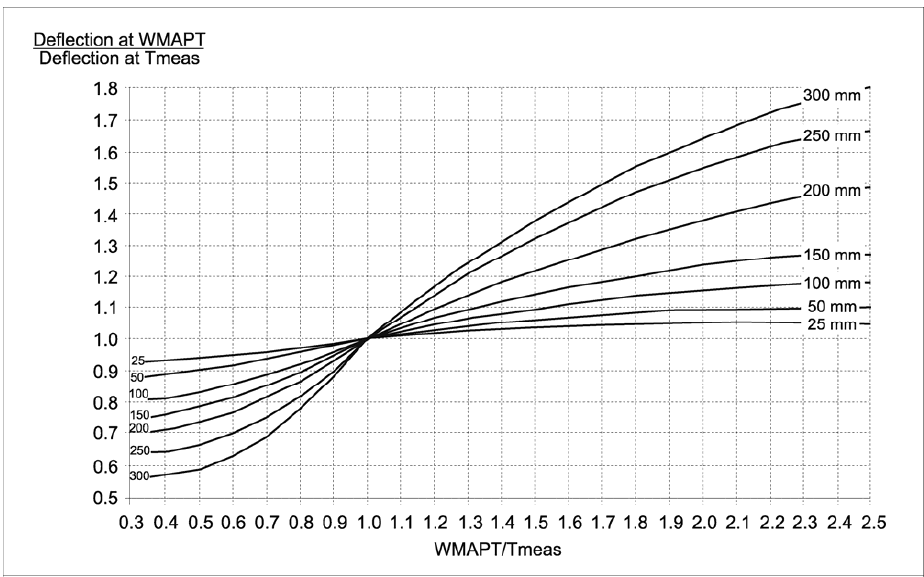 Deflection at WMAPT
Deflection at Tmeas
1.8
1.7
1.6
1.5
1.4
1.3
1.2
1.1
1.0
0.9
0.8
0.7
0.6
0.5
300 mm
250 mm
200 mm
150 mm
100 mm
50 mm
25 mm
25
50
100
150
200
250
300
0.3 0.4 0.5 0.6 0.7 0.8 0.9 1.0 1.1 1.2 1.3 1.4 1.5 1.6 1.7 1.8 1.9 2.0 2.1 2.2 2.3 2.4 2.5
WMAPT/Tmeas